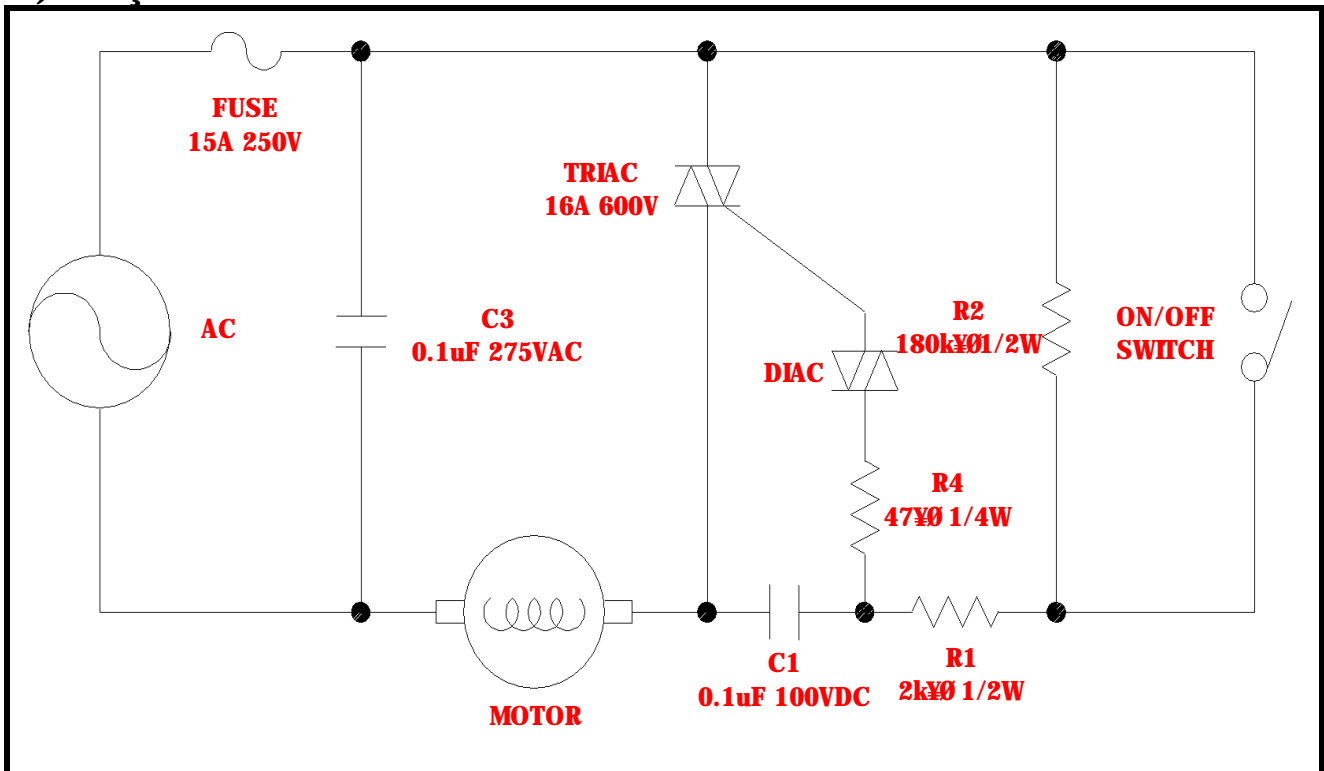 FUSE
15A 250V
TRIAC
16A 600V
AC
C3
0.1uF 275VAC
R2
180k¥Ø1/2W
ON/OFF
SWITCH
DIAC
R4
47¥Ø 1/4W
C1
0.1uF 100VDC
R1
2k¥Ø 1/2W
MOTOR